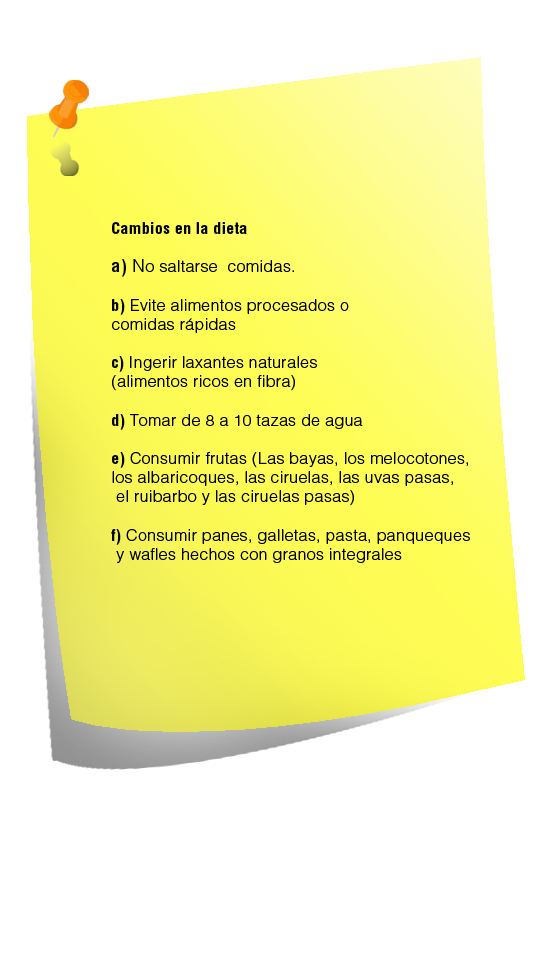 Cambios en la dieta
a) No saltarse  comidas.
b) Evite alimentos procesados o
comidas rápidas
c) Ingerir laxantes naturales
(alimentos ricos en fibra)
d) Tomar de 8 a 10 tazas de agua
e) Consumir frutas (Las bayas, los melocotones,
los albaricoques, las ciruelas, las uvas pasas,
el ruibarbo y las ciruelas pasas)
f) Consumir panes, galletas, pasta, panqueques
y wafles hechos con granos integrales